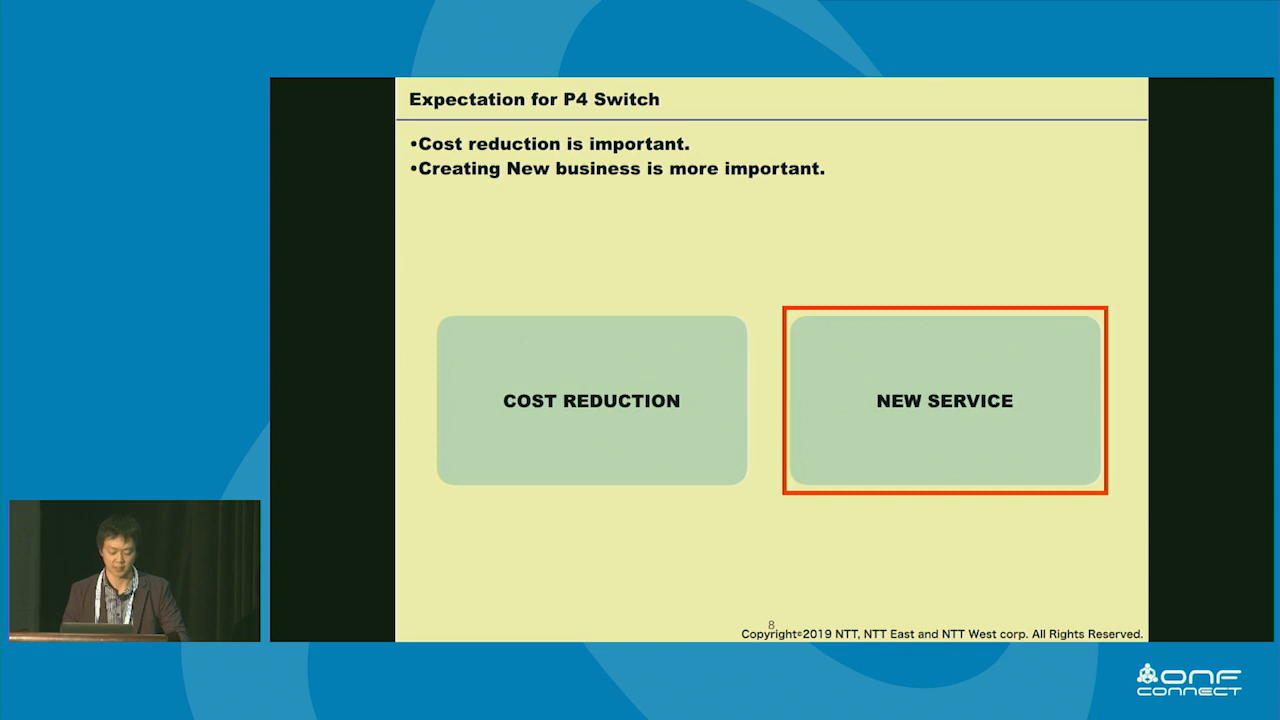 Expectation for P4 Switch
•Cost reduction is important.
•Creating New business is more important.
COST REDUCTION
NEW SERVICE
8
Copyright©2019 NTT, NTT East and NTT West corp. All Rights Reserved.
ONF
CONNECT